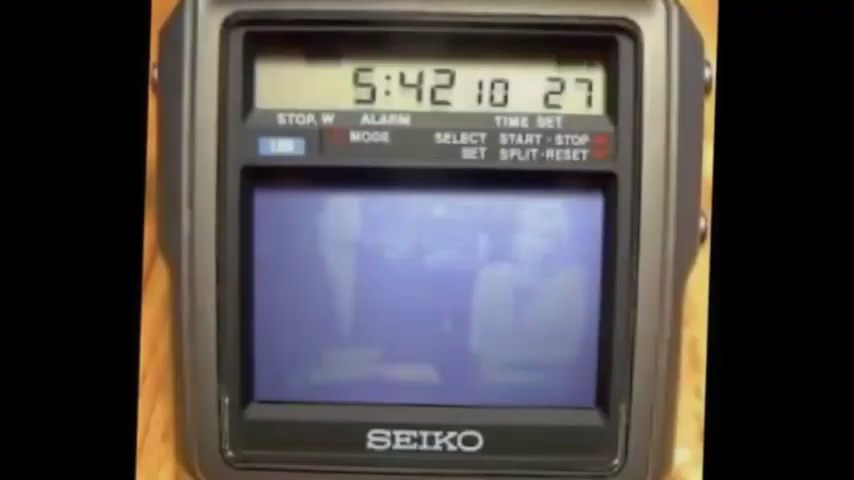 5:42 10 27
STOP. W ALARM TIME SET
MODE SELECT START · STOP
SET SPLIT · RESET
SEIKO